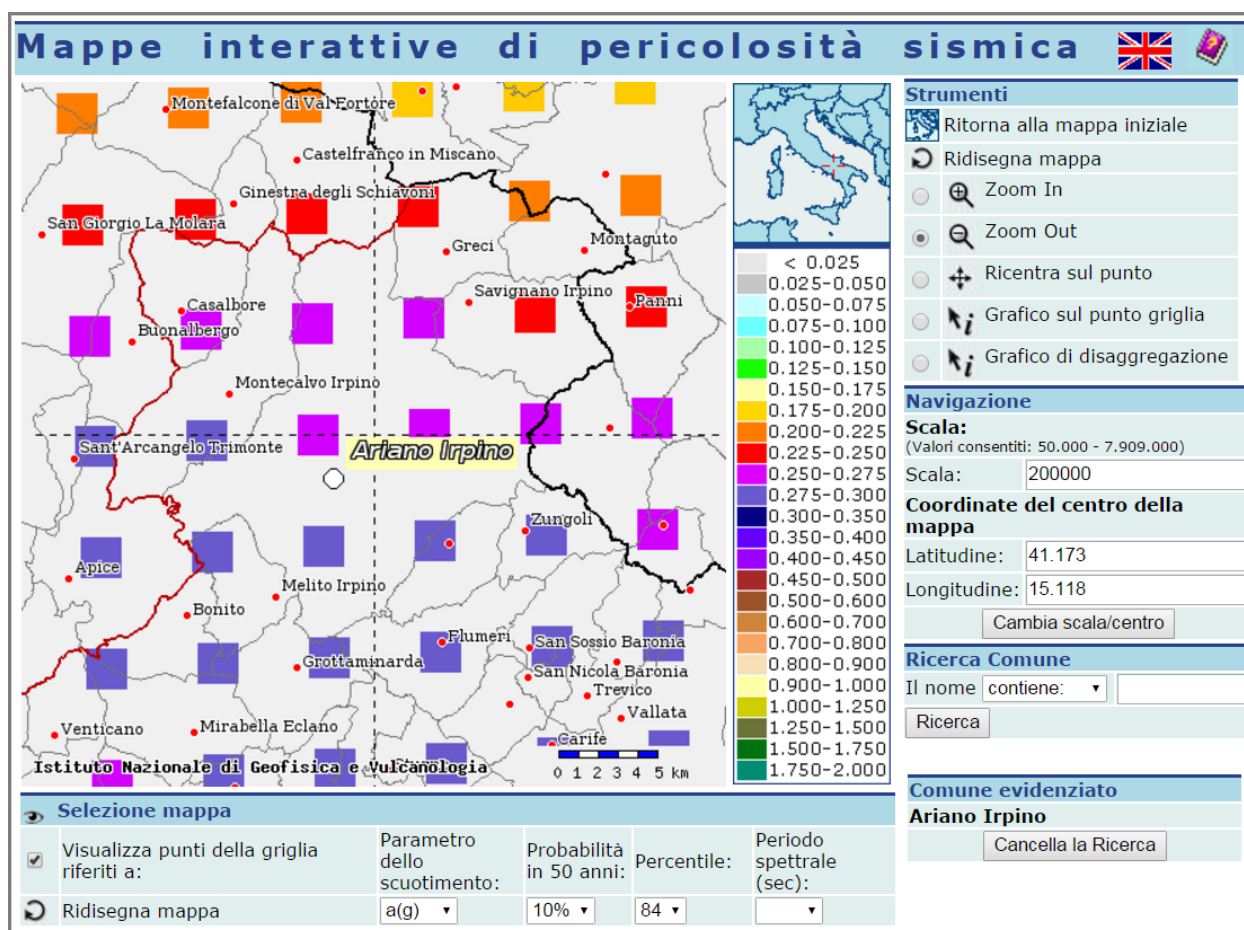 Mappe interattive di pericolosità sismica
Montefalcone di Val Fortore
Castelfranco in Miscano
Ginestra degli Schiavoni
San Giorgio La Molara
Greci
Montaguto
Savignano Irpino
Panni
Casalbore
Buonalbergo
Montecalvo Irpino
Sant'Arcangelo Trimonte
Ariano Irpino
Zungoli
Apice
Melito Irpino
Bonito
Flumeri
San Sossio Baronia
Grottaminarda
San Nicola Baronia
Trevico
Vallata
Venticano
Mirabella Eclano
Carife
Istituto Nazionale di Geofisica e Vulcanologia
0 1 2 3 4 5 km
< 0.025
0.025-0.050
0.050-0.075
0.075-0.100
0.100-0.125
0.125-0.150
0.150-0.175
0.175-0.200
0.200-0.225
0.225-0.250
0.250-0.275
0.275-0.300
0.300-0.350
0.350-0.400
0.400-0.450
0.450-0.500
0.500-0.600
0.600-0.700
0.700-0.800
0.800-0.900
0.900-1.000
1.000-1.250
1.250-1.500
1.500-1.750
1.750-2.000
Strumenti
Ritorna alla mappa iniziale
Ridisegna mappa
Zoom In
Zoom Out
Ricentra sul punto
Grafico sul punto griglia
Grafico di disaggregazione
Navigazione
Scala:
(Valori consentiti: 50.000 - 7.909.000)
Scala: 200000
Coordinate del centro della
mappa
Latitudine: 41.173
Longitudine: 15.118
Cambia scala/centro
Ricerca Comune
Il nome contiene:
Ricerca
Comune evidenziato
Ariano Irpino
Cancella la Ricerca
Selezione mappa
Visualizza punti della griglia
riferiti a:
Parametro
dello
scuotimento:
Probabilità
in 50 anni:
Percentile:
Periodo
spettrale
(sec):
Ridisegna mappa
a(g)
10%
84